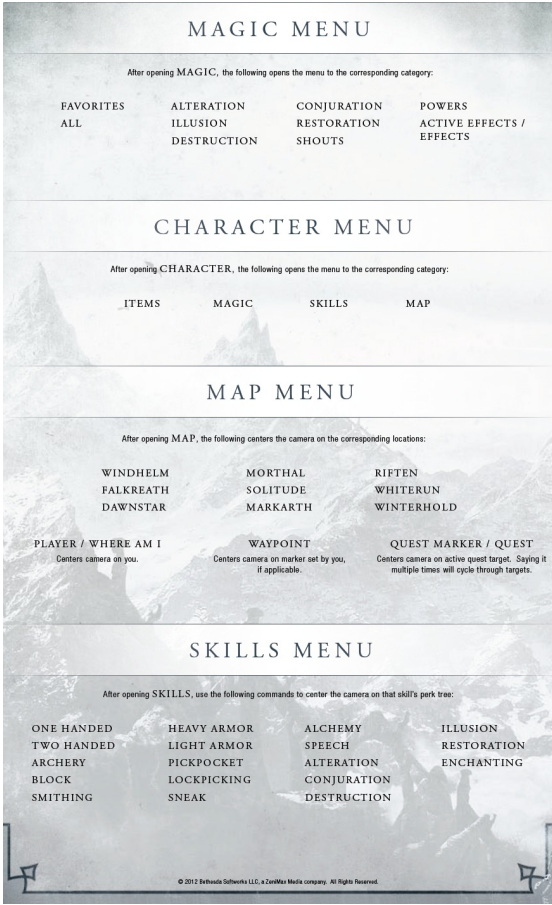 MAGIC MENU
After opening MAGIC, the following opens the menu to the corresponding category:
FAVORITES ALTERATION CONJURATION POWERS
ALL ILLUSION RESTORATION ACTIVE EFFECTS /
EFFECTS
DESTRUCTION SHOUTS
CHARACTER MENU
After opening CHARACTER, the following opens the menu to the corresponding category:
ITEMS MAGIC SKILLS MAP
MAP MENU
After opening MAP, the following centers the camera on the corresponding locations:
WINDHELM MORTHAL RIFTEN
FALKREATH SOLITUDE WHITERUN
DAWNSTAR MARKARTH WINTERHOLD
PLAYER / WHERE AM I WAYPOINT QUEST MARKER / QUEST
Centers camera on you.
Centers camera on marker set by you,
if applicable.
Centers camera on active quest target. Saying it
multiple times will cycle through targets.
SKILLS MENU
After opening SKILLS, use the following commands to center the camera on that skill's perk tree:
ONE HANDED HEAVY ARMOR ALCHEMY ILLUSION
TWO HANDED LIGHT ARMOR SPEECH RESTORATION
ARCHERY PICKPOCKET ALTERATION ENCHANTING
BLOCK LOCKPICKING CONJURATION
SMITHING SNEAK DESTRUCTION
© 2012 Bethesda Softworks LLC, a ZeniMax Media company. All Rights Reserved.